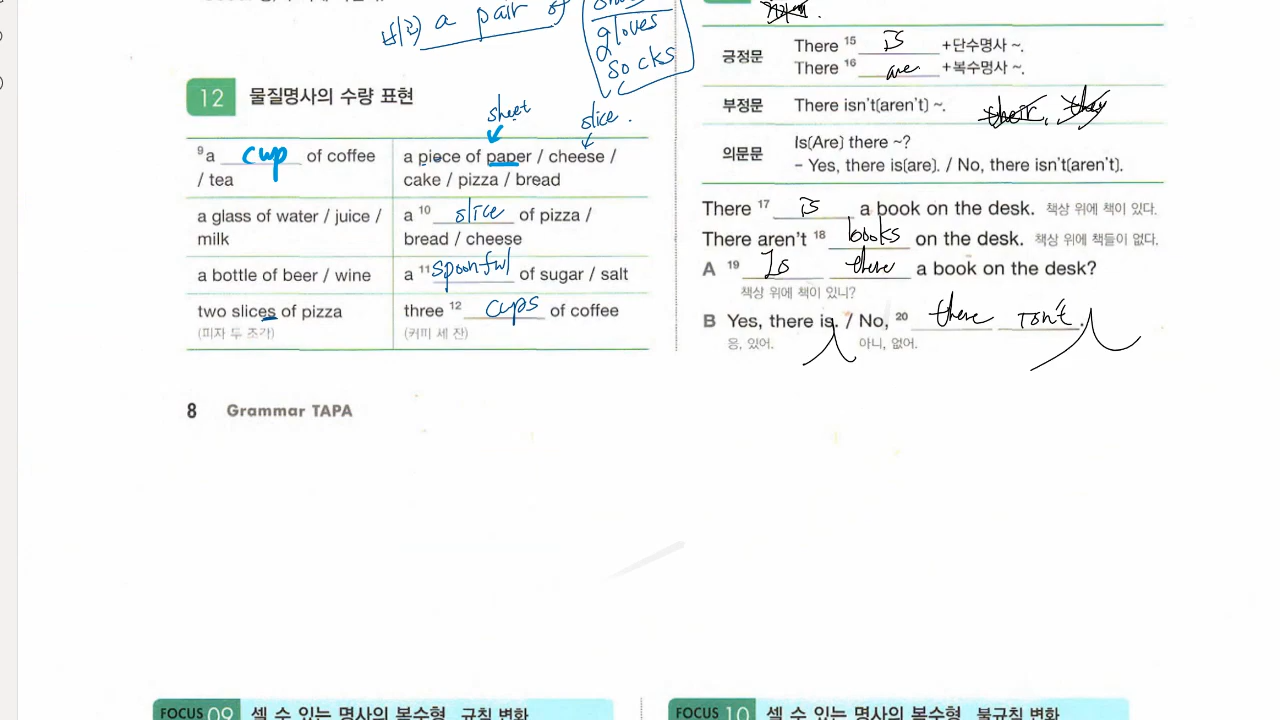 비교) a pair of
gloves
socks
12 물질명사의 수량 표현
sheet
slice.
9 a cup of coffee / tea
a piece of paper / cheese / cake / pizza / bread
a glass of water / juice / milk
a 10 slice of pizza / bread / cheese
a bottle of beer / wine
a 11 spoonful of sugar / salt
two slices of pizza
(피자 두 조각)
three 12 cups of coffee
(커피 세 잔)
8 Grammar TAPA
긍정문
There 15 is +단수명사 ~.
There 16 are +복수명사 ~.
부정문
There isn't(aren't) ~.
의문문
Is(Are) there ~?
– Yes, there is(are). / No, there isn't(aren't).
There 17 is a book on the desk. 책상 위에 책이 있다.
There aren't 18 books on the desk. 책상 위에 책들이 없다.
A 19 Is there a book on the desk?
책상 위에 책이 있니?
B Yes, there is. / No, 20 there isn't.
응, 있어. 아니, 없어.
FOCUS 09 셀 수 있는 명사의 복수형 규칙 변화
FOCUS 10 셀 수 있는 명사의 복수형 불규칙 변화